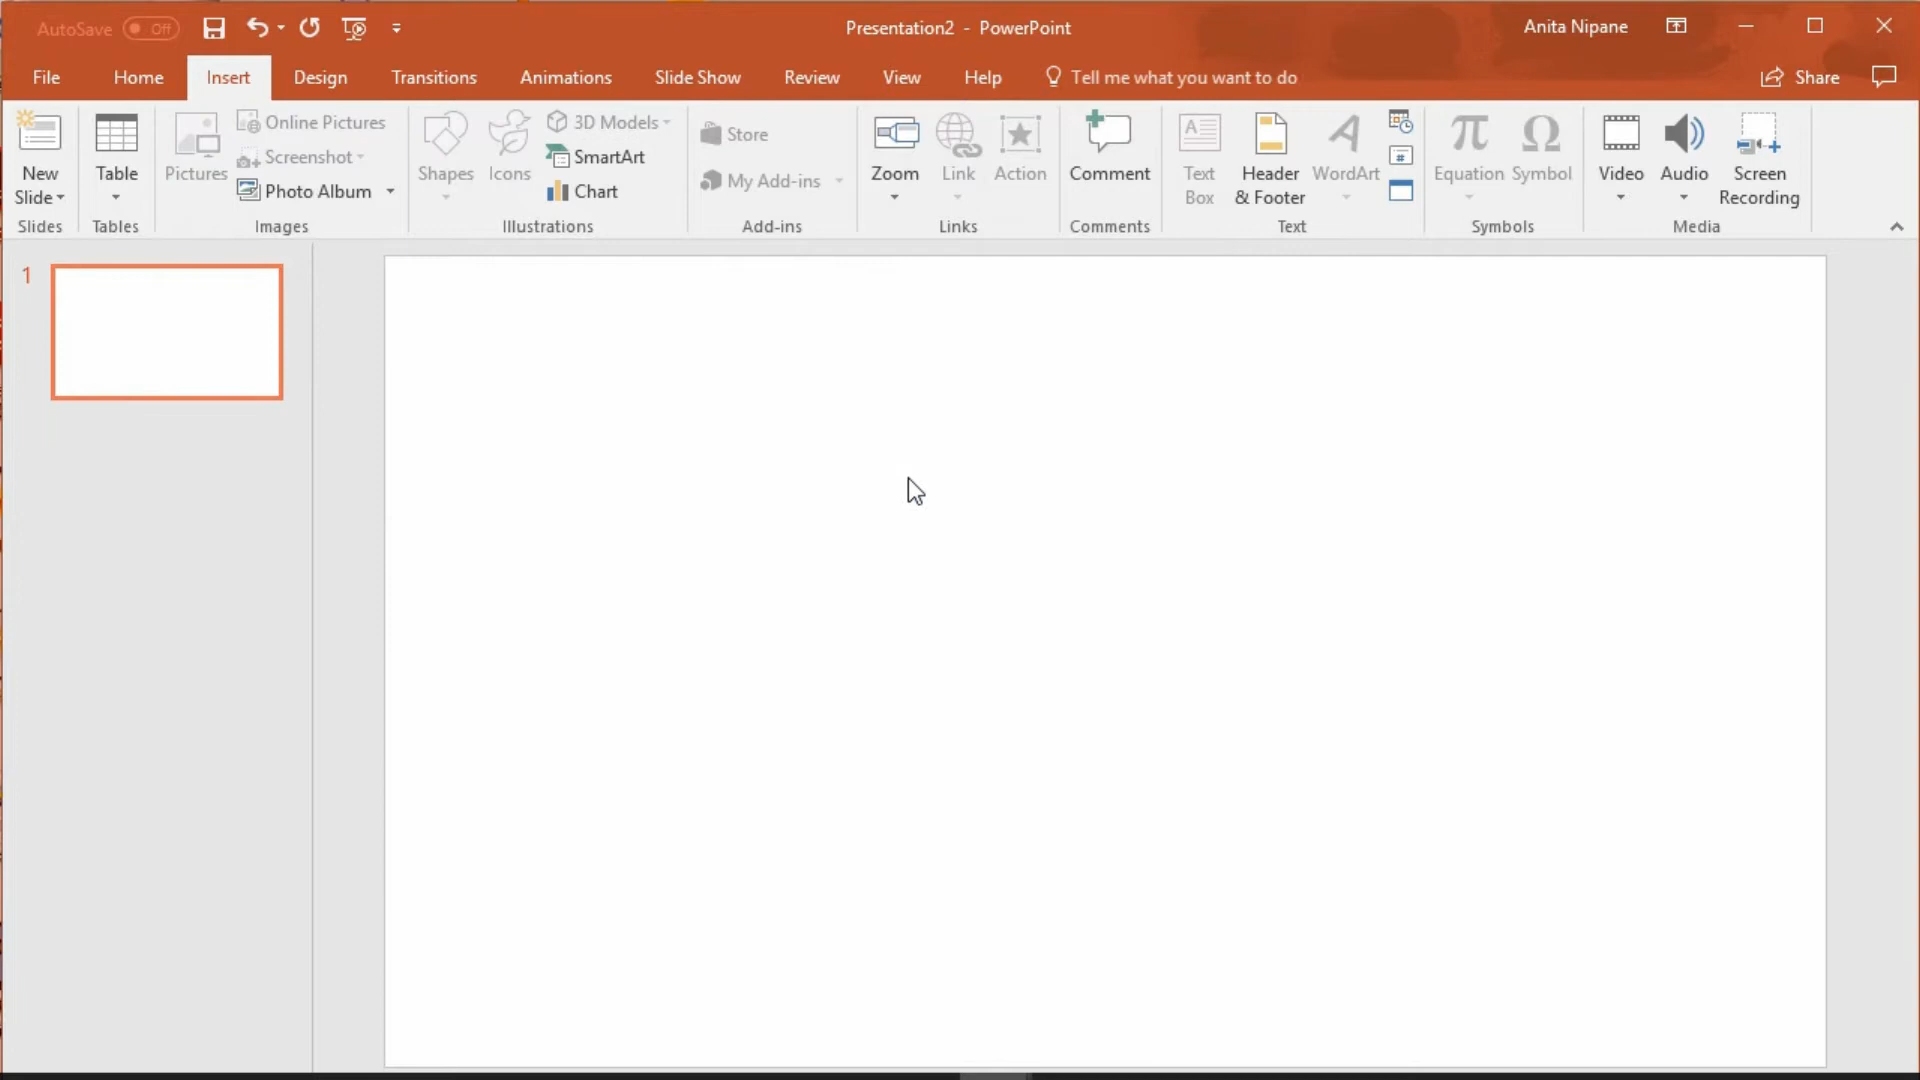 AutoSave Off
Presentation2 - PowerPoint
Anita Nipane
File Home Insert Design Transitions Animations Slide Show Review View Help Tell me what you want to do Share
New Slide
Slides
Table
Tables
Pictures
Online Pictures
Screenshot
Photo Album
Images
Shapes
Icons
3D Models
SmartArt
Chart
Illustrations
Store
My Add-ins
Add-ins
Zoom
Link
Action
Links
Comment
Comments
Text
Box
Header
& Footer
WordArt
#
Text
π
Equation
Ω
Symbol
Symbols
Video
Audio
Screen
Recording
Media
1